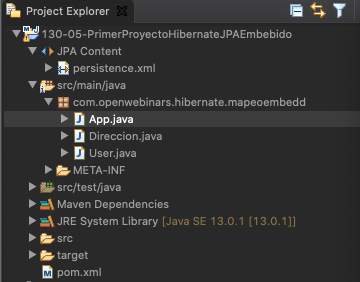 Project Explorer
130-05-PrimerProyectoHibernateJPAEmbebido
JPA Content
persistence.xml
src/main/java
com.openwebinars.hibernate.mapeoembedd
App.java
Direccion.java
User.java
META-INF
src/test/java
Maven Dependencies
JRE System Library [Java SE 13.0.1 [13.0.1]]
src
target
pom.xml